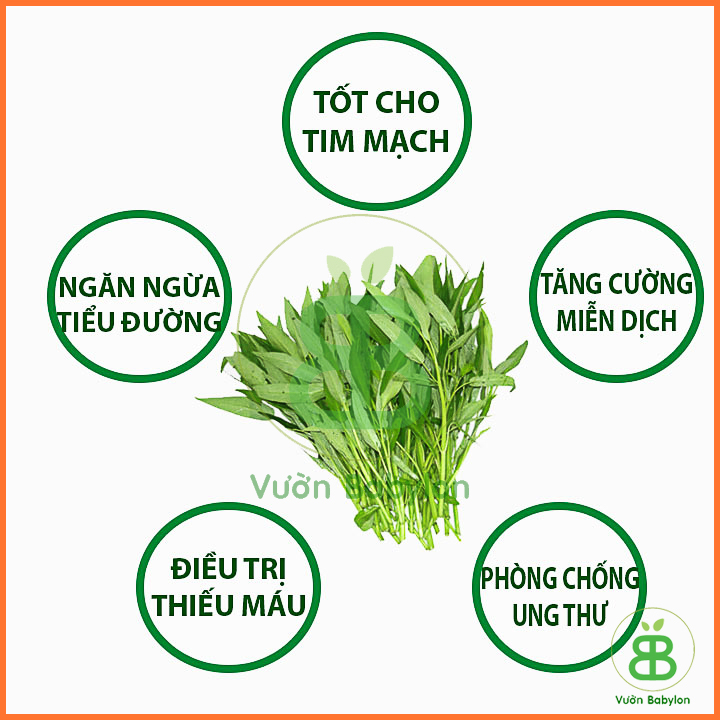 TỐT CHO
TIM MẠCH
NGĂN NGỪA
TIỂU ĐƯỜNG
TĂNG CƯỜNG
MIỄN DỊCH
Vườn Babylon
ĐIỀU TRỊ
THIẾU MÁU
PHÒNG CHỐNG
UNG THƯ
Vườn Babylon